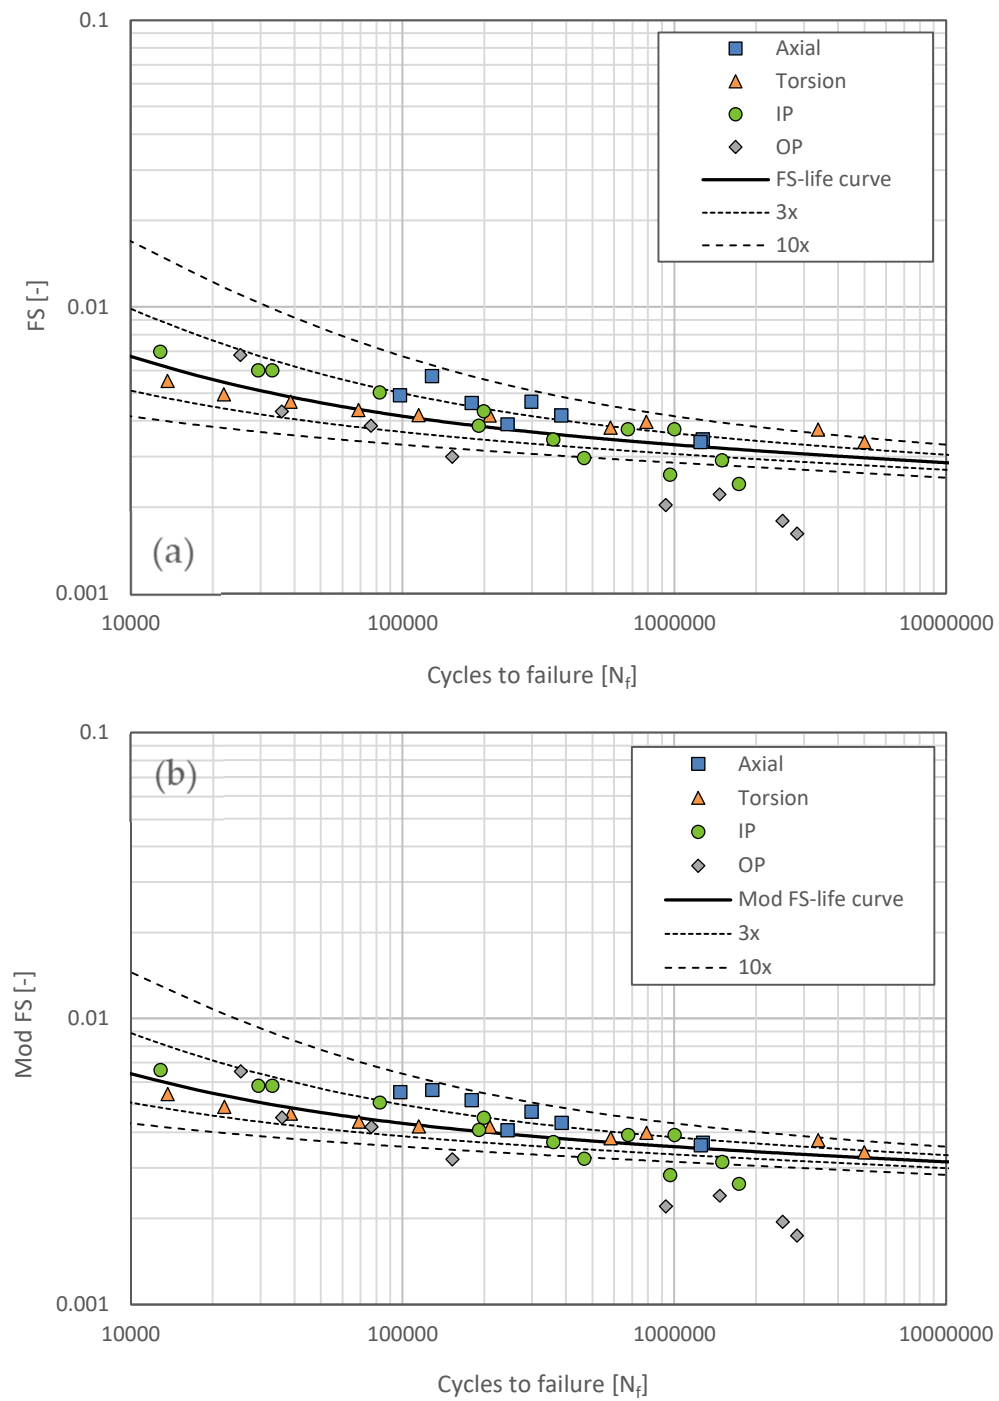 0.1
Axial
Torsion
IP
OP
FS-life curve
3x
10x
FS [-]
0.01
(a)
0.001
10000
100000
1000000
10000000
Cycles to failure [Nf]
0.1
(b)
Axial
Torsion
IP
OP
Mod FS-life curve
3x
10x
Mod FS [-]
0.01
0.001
10000
100000
1000000
10000000
Cycles to failure [Nf]